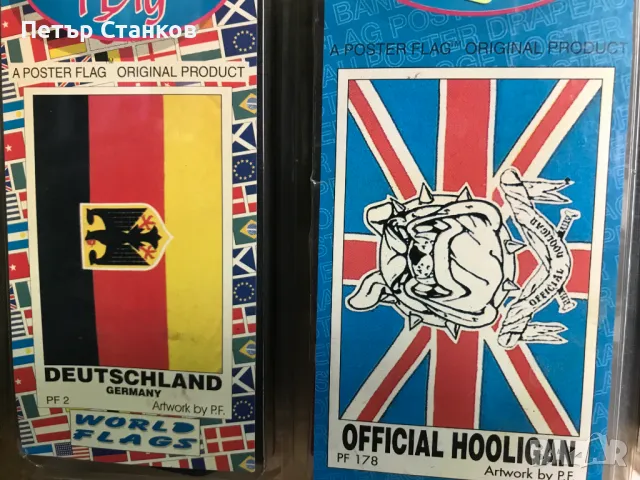 Flag
Петър Станков
A POSTER FLAG ORIGINAL PRODUCT
DEUTSCHLAND
GERMANY
PF 2
Artwork by P.F.
WORLD
FLAGS
A POSTER FLAG™ ORIGINAL PRODUCT
OFFICIAL HOOLIGAN
OFFICIAL HOOLIGAN
PF 178
Artwork by P.F.